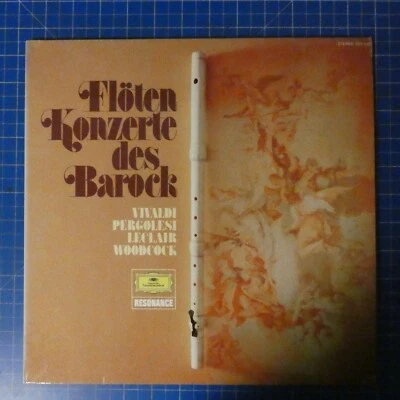 Flöten
Konzerte
des
Barock
VIVALDI
PERGOLESI
LECLAIR
WOODCOCK
RESONANCE